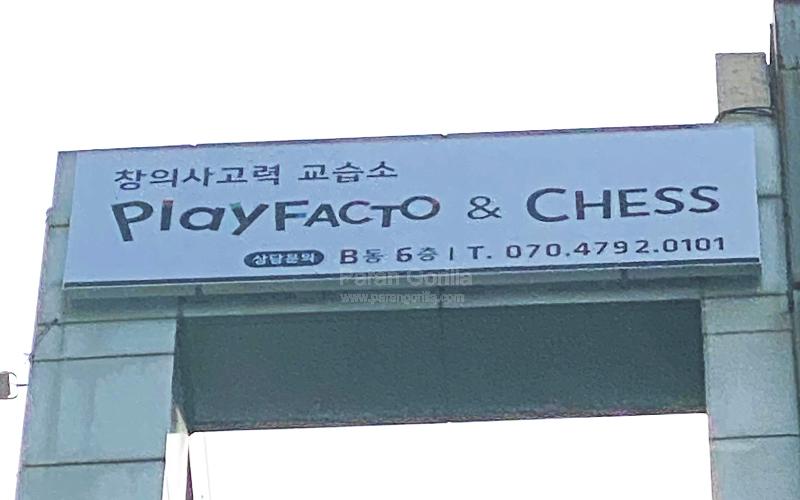 창의사고력 교습소
PlayFACTO & CHESS
상담문의 B동 6층 | T. 070.4792.0101
Paran Gorilla
www.parangorilla.com